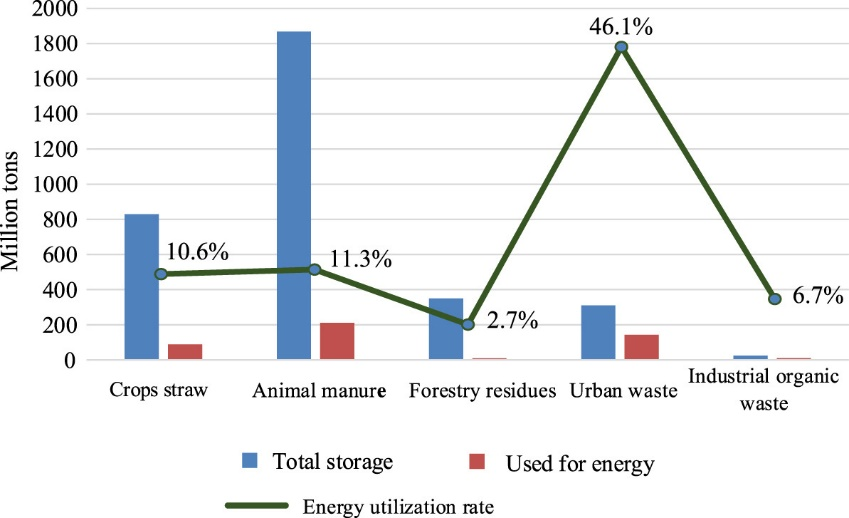 Million tons
2000
1800
1600
1400
1200
1000
800
600
400
200
0
10.6%
11.3%
2.7%
46.1%
6.7%
Crops straw
Animal manure
Forestry residues
Urban waste
Industrial organic
waste
Total storage
Used for energy
Energy utilization rate